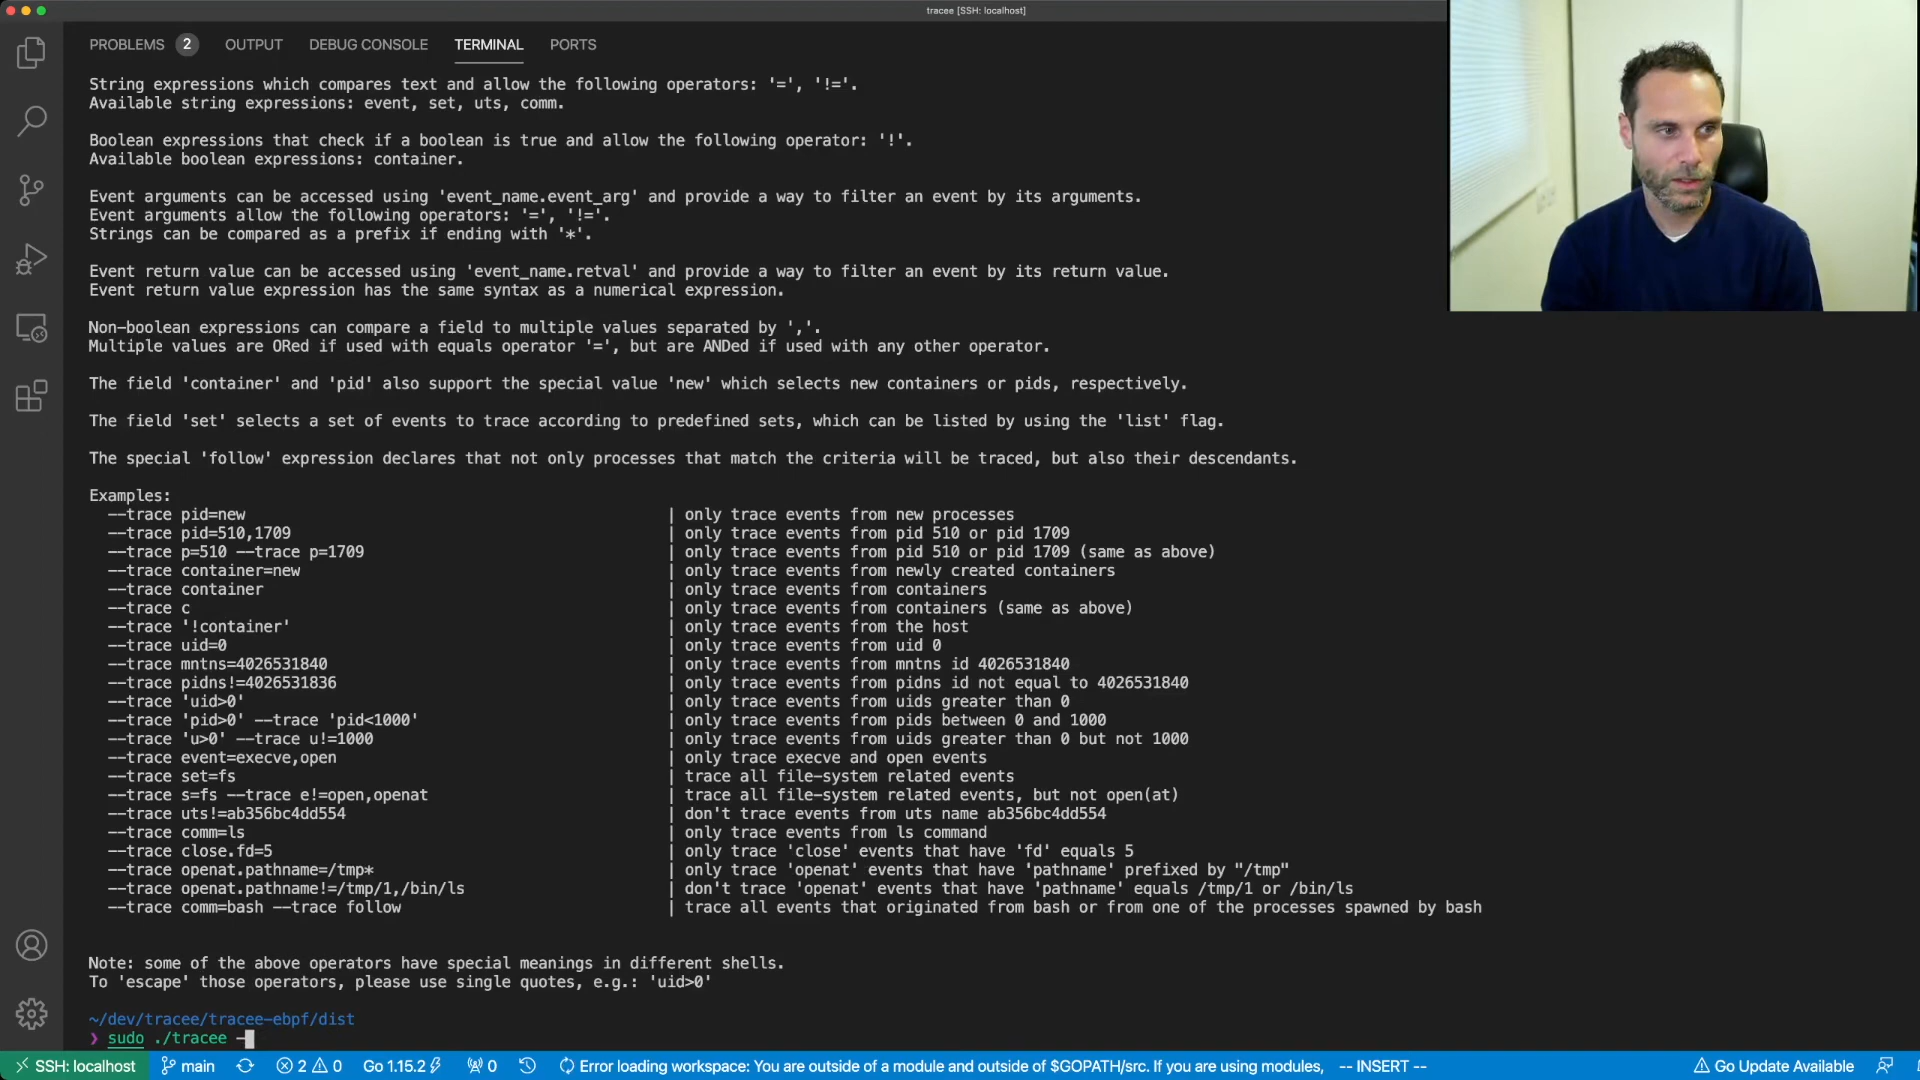 tracee [SSH: localhost]
PROBLEMS 2 OUTPUT DEBUG CONSOLE TERMINAL PORTS
String expressions which compares text and allow the following operators: '=', '!='.
Available string expressions: event, set, uts, comm.
Boolean expressions that check if a boolean is true and allow the following operator: '!'.
Available boolean expressions: container.
Event arguments can be accessed using 'event_name.event_arg' and provide a way to filter an event by its arguments.
Event arguments allow the following operators: '=', '!='.
Strings can be compared as a prefix if ending with '*'.
Event return value can be accessed using 'event_name.retval' and provide a way to filter an event by its return value.
Event return value expression has the same syntax as a numerical expression.
Non-boolean expressions can compare a field to multiple values separated by ','.
Multiple values are ORed if used with equals operator '=', but are ANDed if used with any other operator.
The field 'container' and 'pid' also support the special value 'new' which selects new containers or pids, respectively.
The field 'set' selects a set of events to trace according to predefined sets, which can be listed by using the 'list' flag.
The special 'follow' expression declares that not only processes that match the criteria will be traced, but also their descendants.
Examples:
--trace pid=new | only trace events from new processes
--trace pid=510,1709 | only trace events from pid 510 or pid 1709
--trace p=510 --trace p=1709 | only trace events from pid 510 or pid 1709 (same as above)
--trace container=new | only trace events from newly created containers
--trace container | only trace events from containers
--trace c | only trace events from containers (same as above)
--trace '!container' | only trace events from the host
--trace uid=0 | only trace events from uid 0
--trace mntns=4026531840 | only trace events from mntns id 4026531840
--trace pidns!=4026531836 | only trace events from pidns id not equal to 4026531840
--trace 'uid>0' | only trace events from uids greater than 0
--trace 'pid>0' --trace 'pid<1000' | only trace events from pids between 0 and 1000
--trace 'u>0' --trace u!=1000 | only trace events from uids greater than 0 but not 1000
--trace event=execve,open | only trace execve and open events
--trace set=fs | trace all file-system related events
--trace s=fs --trace e!=open,openat | trace all file-system related events, but not open(at)
--trace uts!=ab356bc4dd554 | don't trace events from uts name ab356bc4dd554
--trace comm=ls | only trace events from ls command
--trace close.fd=5 | only trace 'close' events that have 'fd' equals 5
--trace openat.pathname=/tmp* | only trace 'openat' events that have 'pathname' prefixed by "/tmp"
--trace openat.pathname!=/tmp/1,/bin/ls | don't trace 'openat' events that have 'pathname' equals /tmp/1 or /bin/ls
--trace comm=bash --trace follow | trace all events that originated from bash or from one of the processes spawned by bash
Note: some of the above operators have special meanings in different shells.
To 'escape' those operators, please use single quotes, e.g.: 'uid>0'
~/dev/tracee/tracee-ebpf/dist
❯ sudo ./tracee -
SSH: localhost main 2 0 Go 1.15.2 0 Error loading workspace: You are outside of a module and outside of $GOPATH/src. If you are using modules, -- INSERT -- Go Update Available